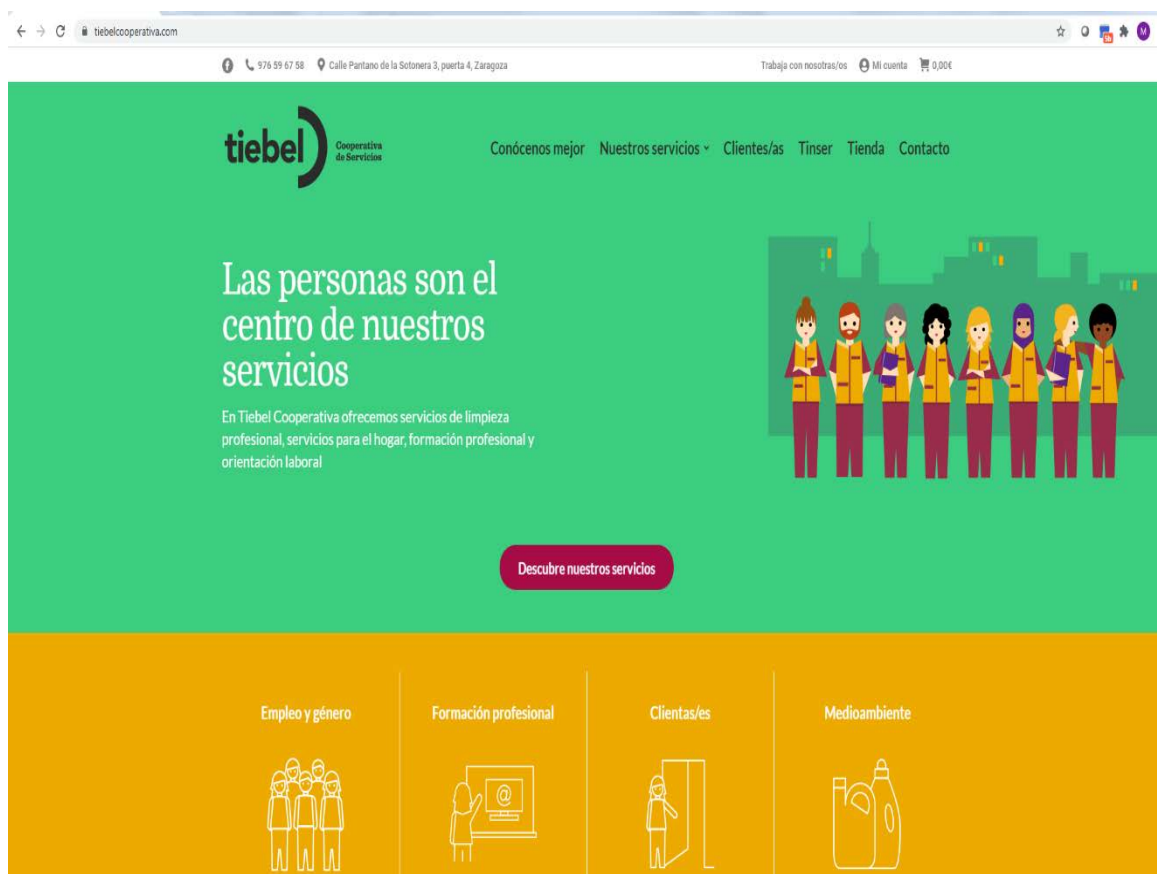 tiebelcooperativa.com
976 59 67 58 Calle Pantano de la Sotonera 3, puerta 4, Zaragoza
Trabaja con nosotras/os Mi cuenta 0,00€
tiebel
Cooperativa
de Servicios
Conócenos mejor Nuestros servicios Clientes/as Tinser Tienda Contacto
Las personas son el
centro de nuestros
servicios
En Tiebel Cooperativa ofrecemos servicios de limpieza
profesional, servicios para el hogar, formación profesional y
orientación laboral
Descubre nuestros servicios
Empleo y género Formación profesional Clientas/es Medioambiente
@